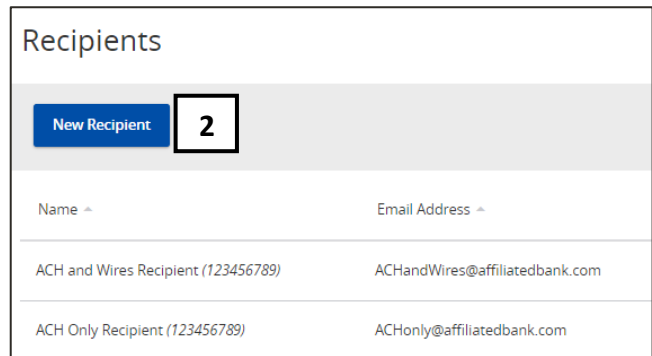 Recipients
New Recipient 2
Name Email Address
ACH and Wires Recipient (123456789) ACHandWires@affiliatedbank.com
ACH Only Recipient (123456789) ACHonly@affiliatedbank.com